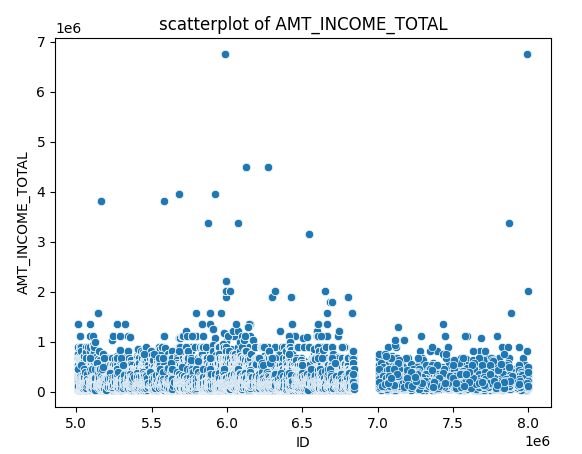 scatterplot of AMT_INCOME_TOTAL
1e6
7
6
5
4
3
2
1
0
AMT_INCOME_TOTAL
5.0 5.5 6.0 6.5 7.0 7.5 8.0
ID
1e6